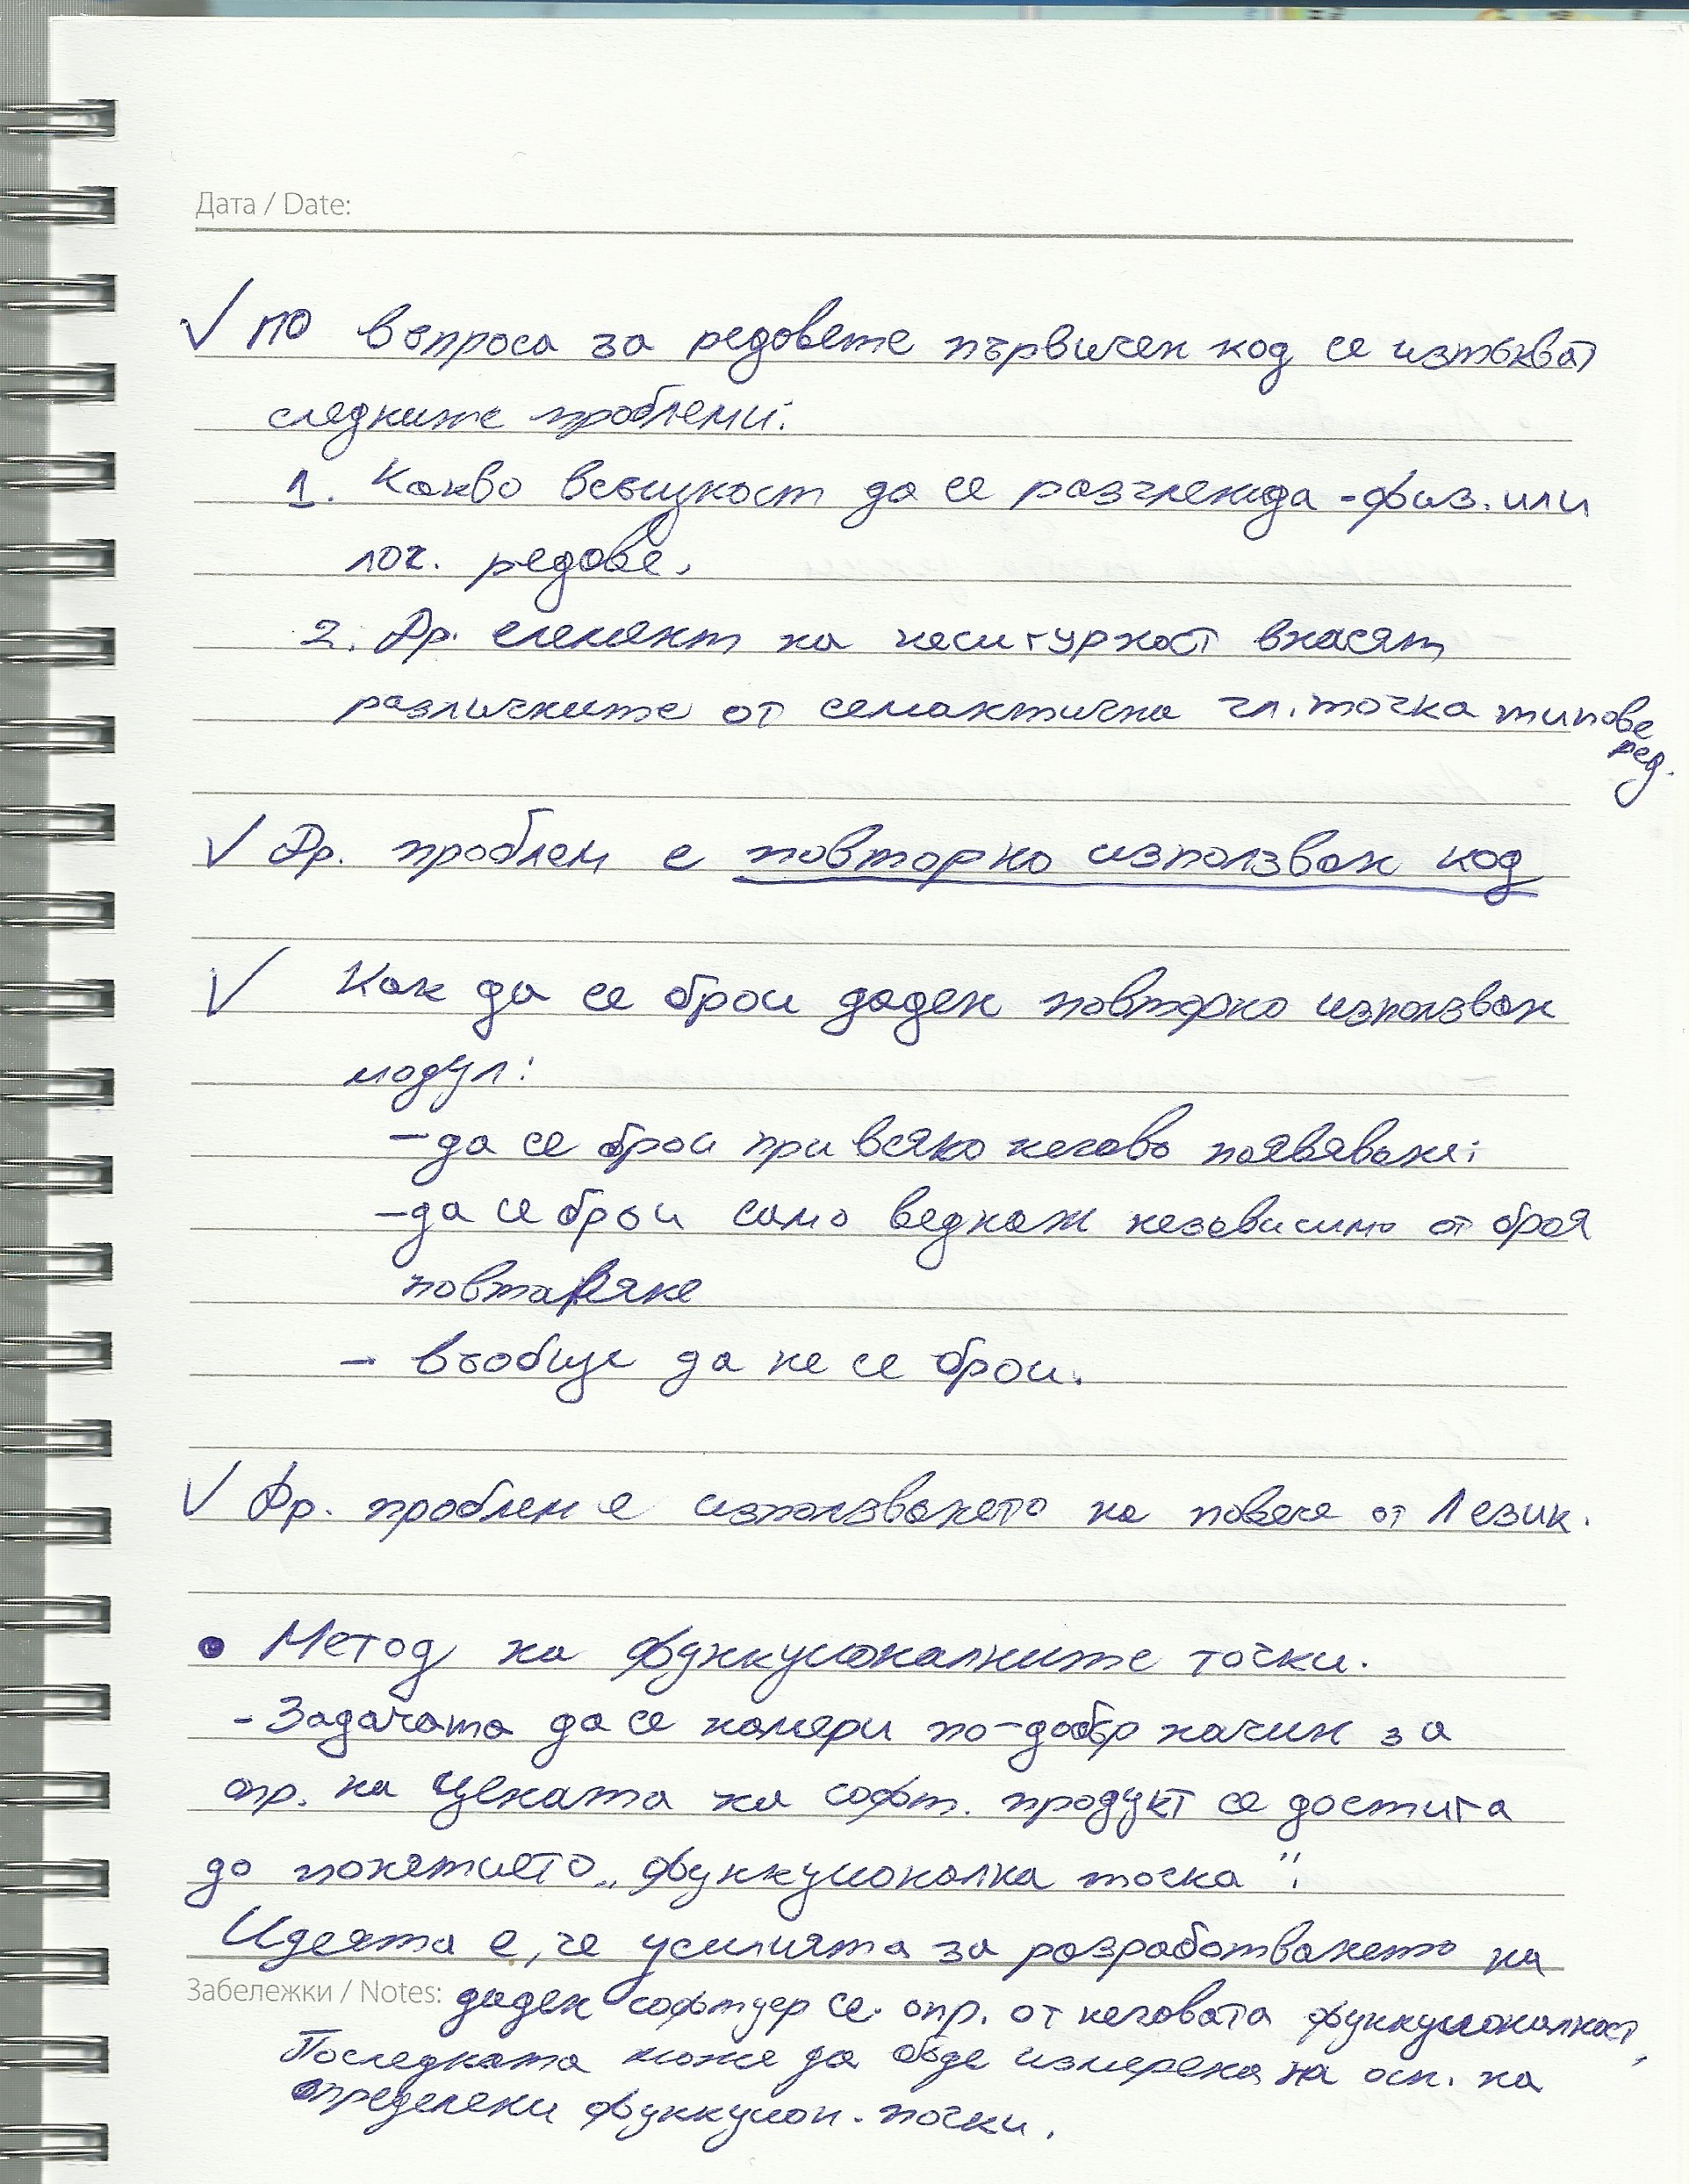 Дата / Date:
✓ по въпроса за редовете първичен код се изтъкват
следните проблеми:
1. Какво всъщност да се разглежда - физ. или
лог. редове.
2. Др. елемент на несигурност внасят
различните от семантична гл. точка типове
ред.
✓ Др. проблем е повторно използван код
✓ Как да се брои даден повторно използван
модул:
- да се брои при всяко негово появяване;
- да се брои само веднъж независимо от броя
повтаряне
- въобще да не се брои.
✓ Др. проблем е използването на повече от 1 език.
• Метод на функционалните точки.
- Задачата да се намери по-добър начин за
опр. на цената на софт. продукт се достига
до понятието „функционална точка".
Идеята е, че усилията за разработването на
Забележки / Notes: даден софтуер се опр. от неговата функционалност,
Последната може да бъде измерена на осн. на
определени функцион. точки.